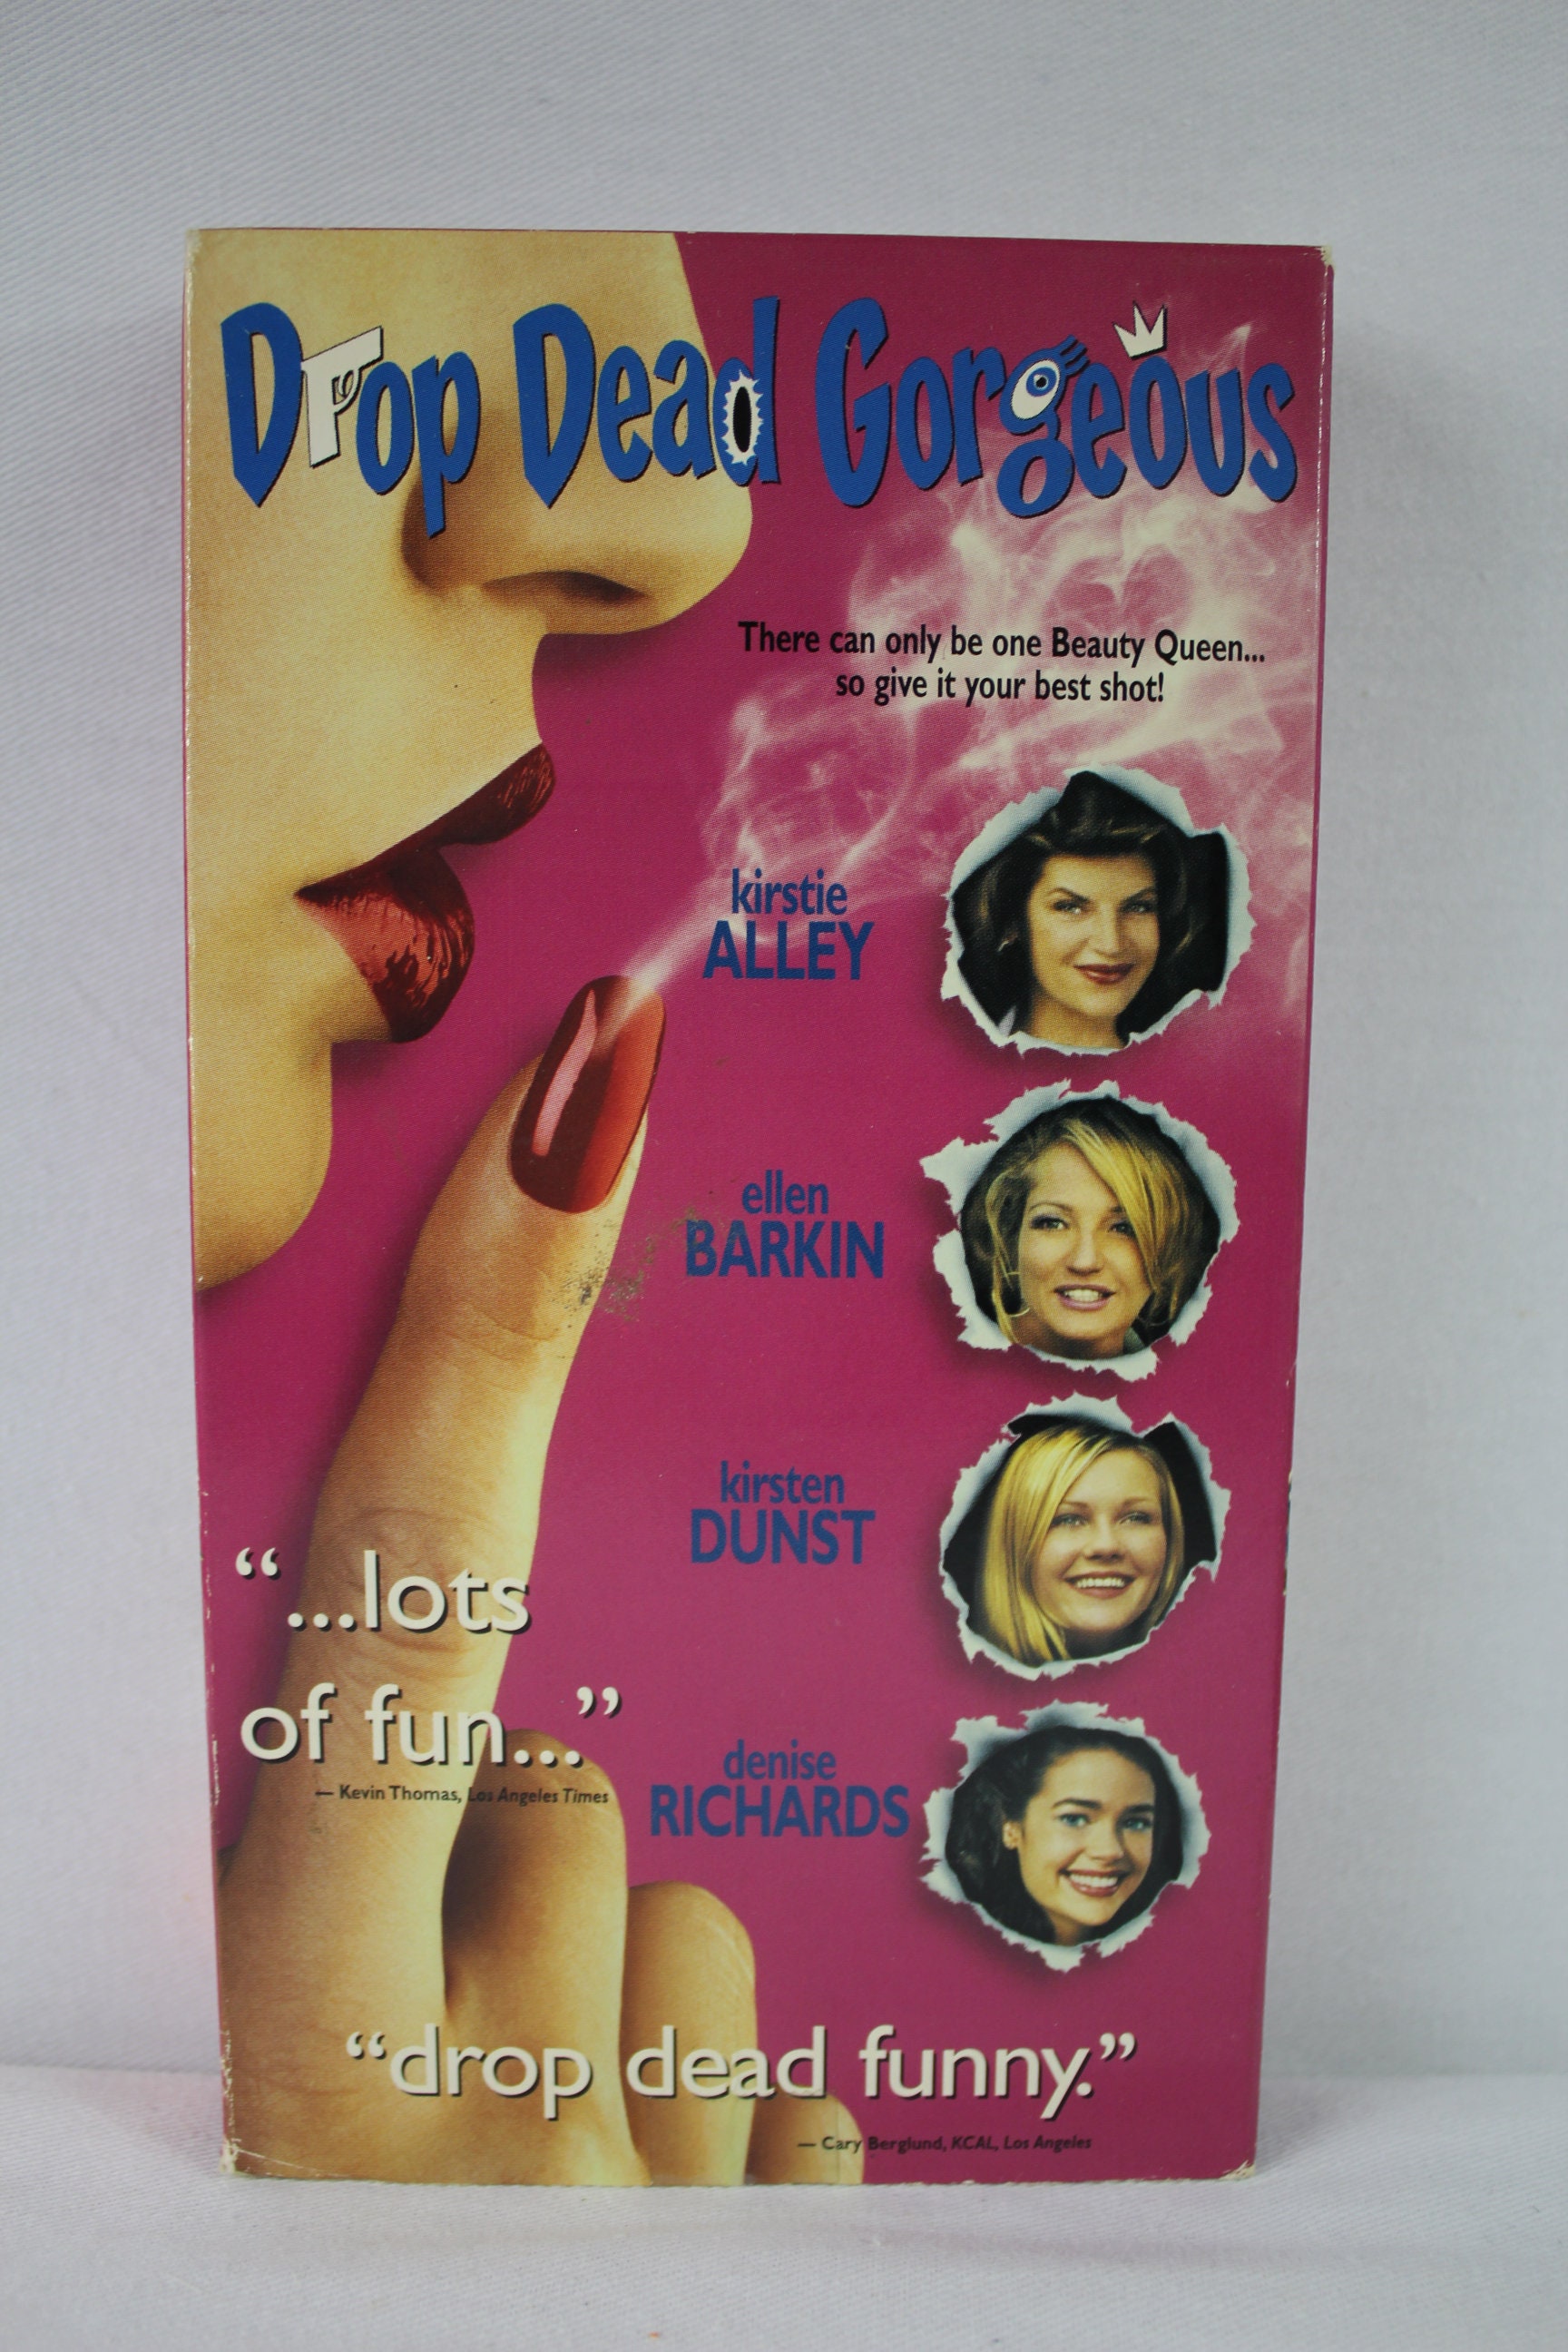 Drop Dead Gorgeous
There can only be one Beauty Queen...
so give it your best shot!
kirstie
ALLEY
ellen
BARKIN
kirsten
DUNST
denise
RICHARDS
“...lots
of fun...”
— Kevin Thomas, Los Angeles Times
“drop dead funny.”
— Cary Berglund, KCAL, Los Angeles